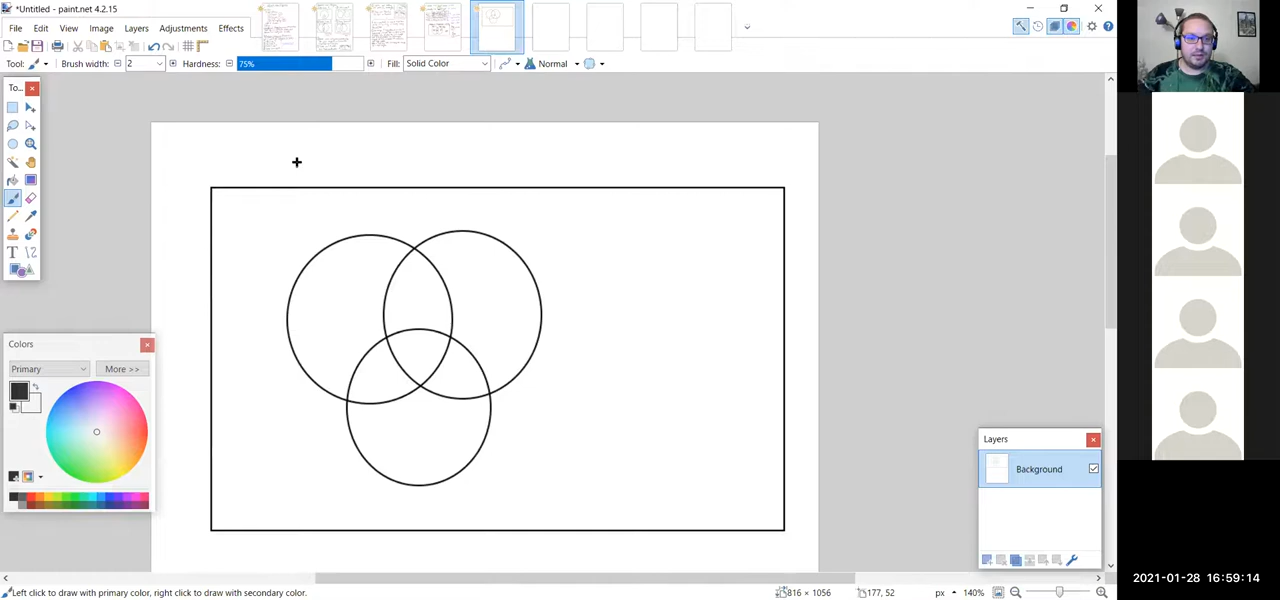 *Untitled - paint.net 4.2.15
File Edit View Image Layers Adjustments Effects
Tool: Brush width: 2 Hardness: 75% Fill: Solid Color Normal
To...
Colors
Primary More >>
Layers
Background
Left click to draw with primary color, right click to draw with secondary color. 816 × 1056 177, 52 px 140%
2021-01-28 16:59:14